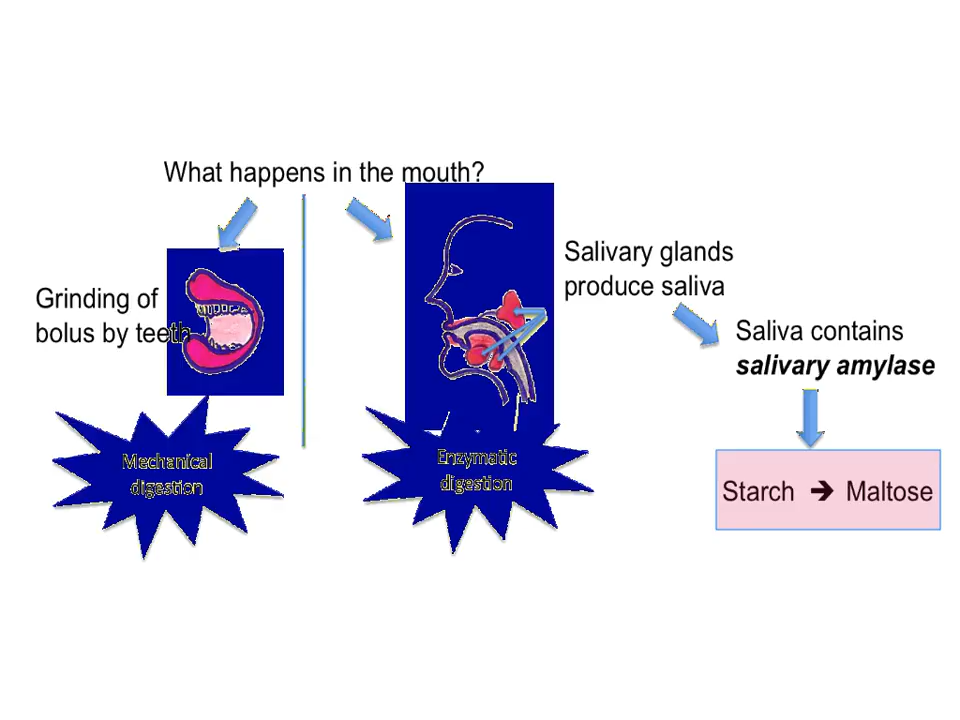 What happens in the mouth?
Grinding of
bolus by teeth
Mechanical
digestion
Enzymatic
digestion
Salivary glands
produce saliva
Saliva contains
salivary amylase
Starch ➔ Maltose